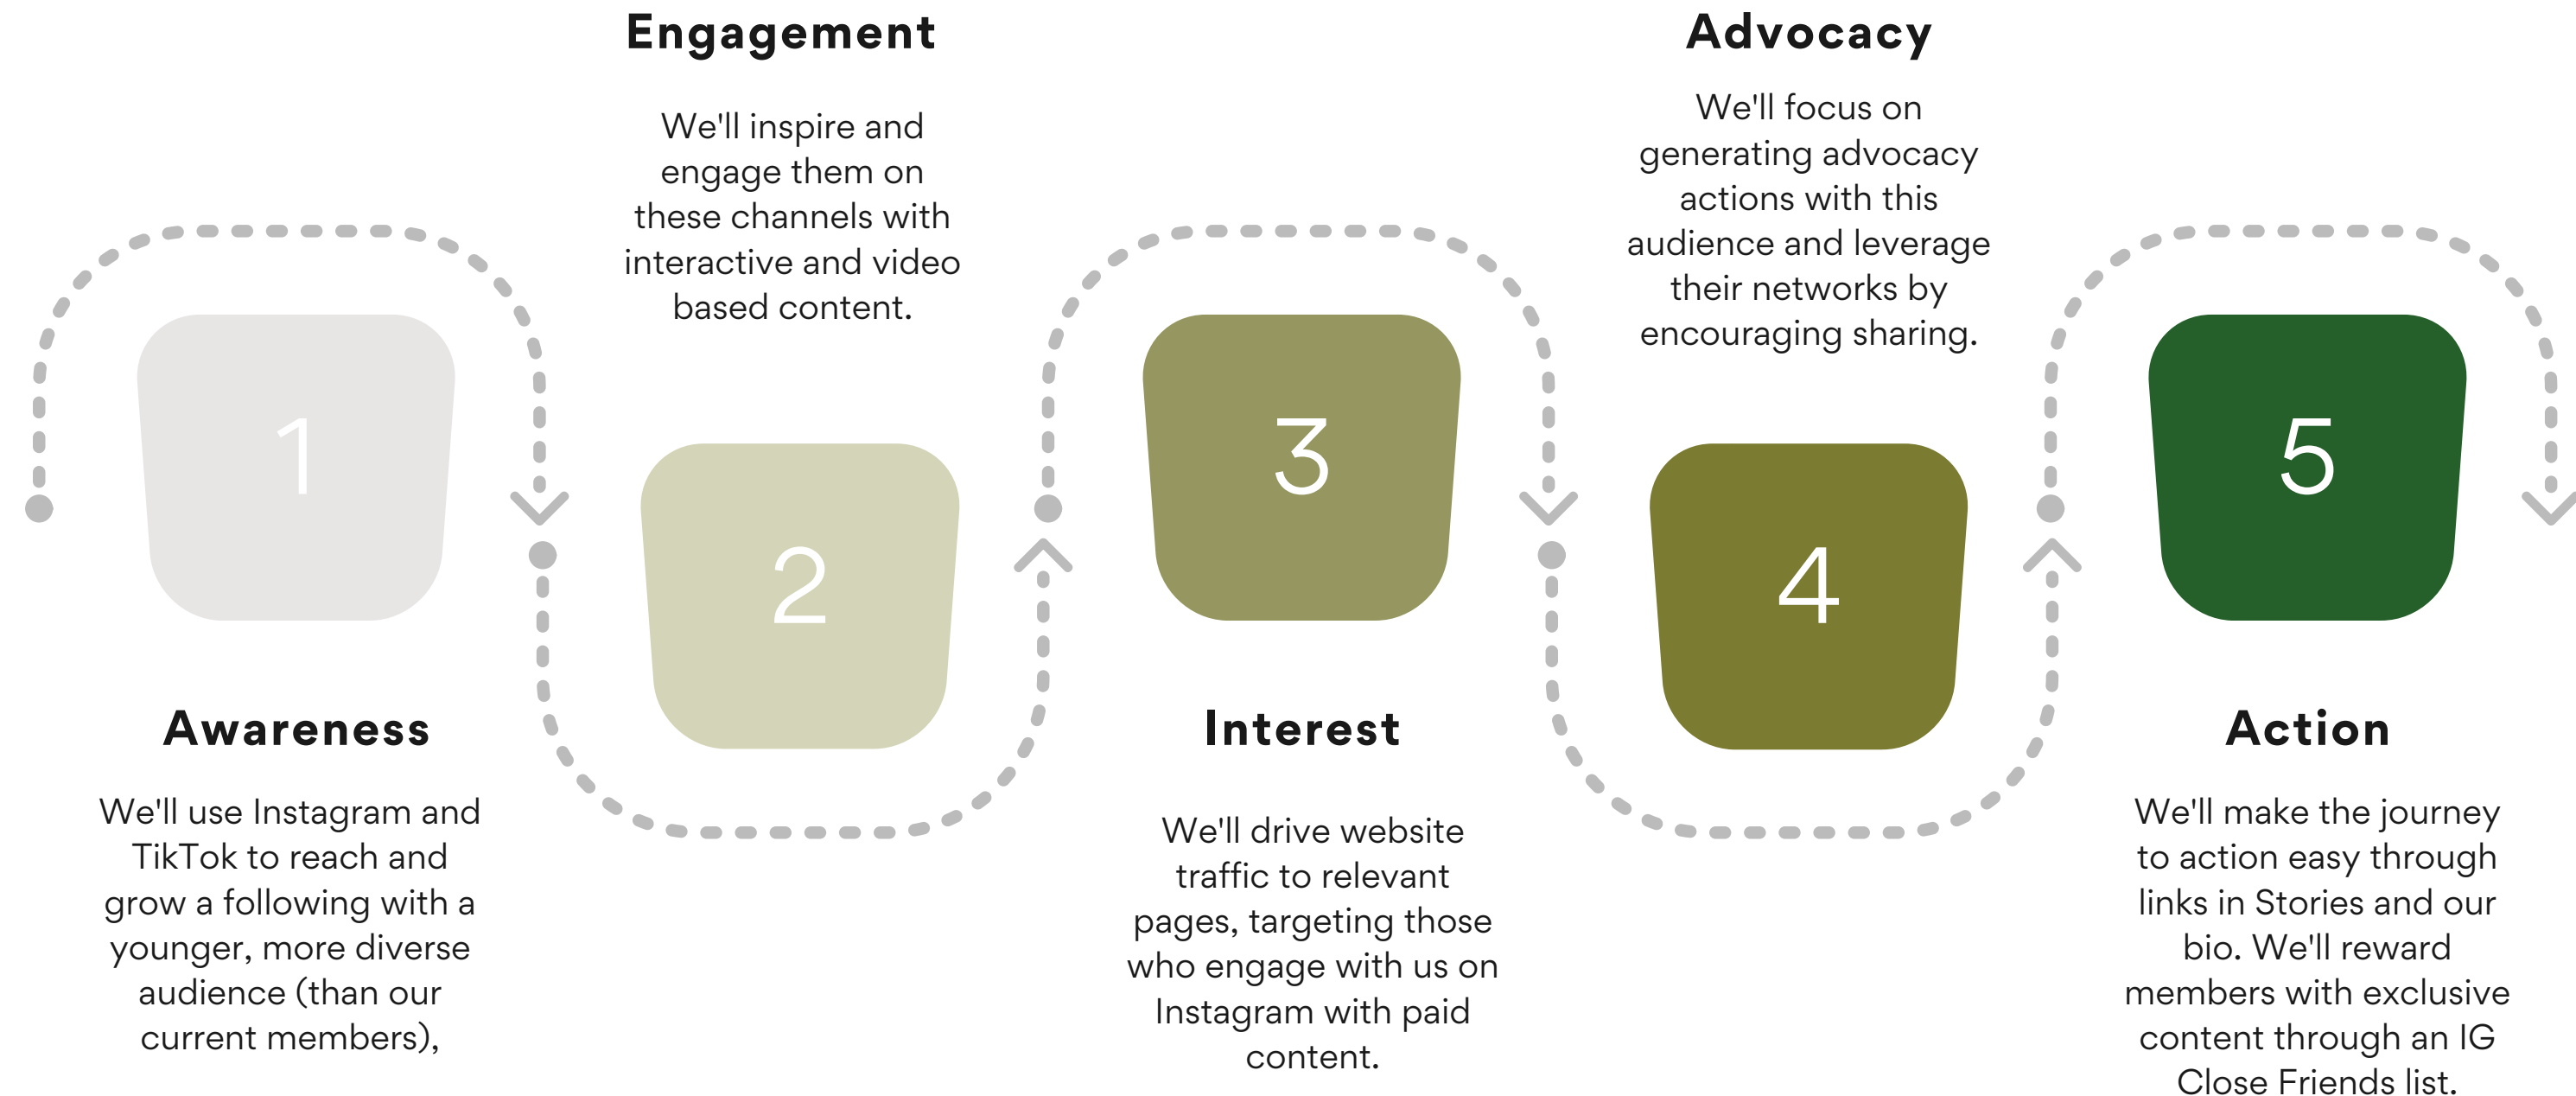 1
Awareness
We'll use Instagram and
TikTok to reach and
grow a following with a
younger, more diverse
audience (than our
current members),
Engagement
We'll inspire and
engage them on
these channels with
interactive and video
based content.
2
3
Interest
We'll drive website
traffic to relevant
pages, targeting those
who engage with us on
Instagram with paid
content.
Advocacy
We'll focus on
generating advocacy
actions with this
audience and leverage
their networks by
encouraging sharing.
4
5
Action
We'll make the journey
to action easy through
links in Stories and our
bio. We'll reward
members with exclusive
content through an IG
Close Friends list.